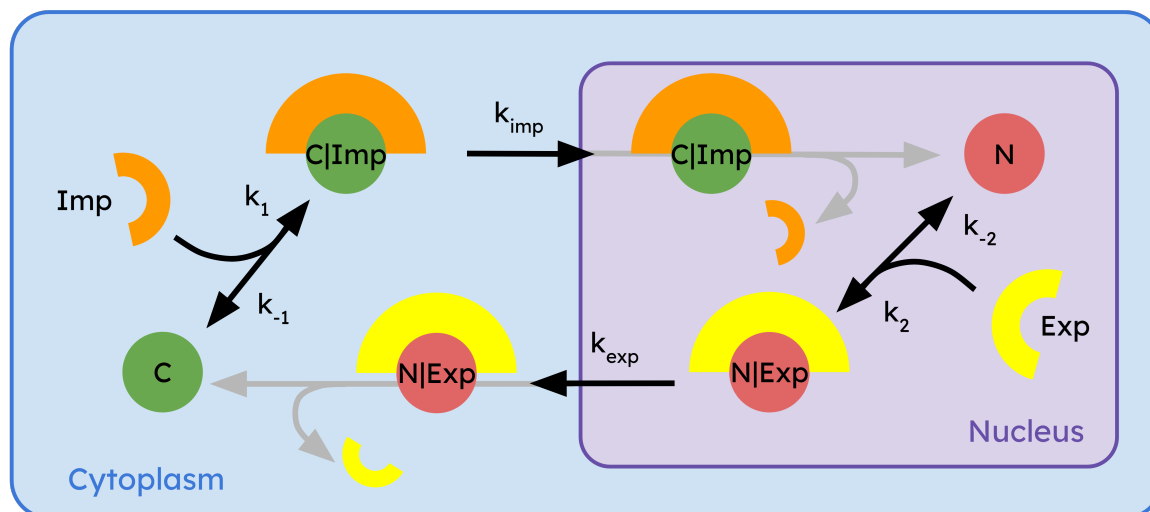 k_imp
C|Imp
C|Imp
N
Imp
k_1
k_-2
k_-1
k_2
Exp
k_exp
C
N|Exp
N|Exp
Nucleus
Cytoplasm